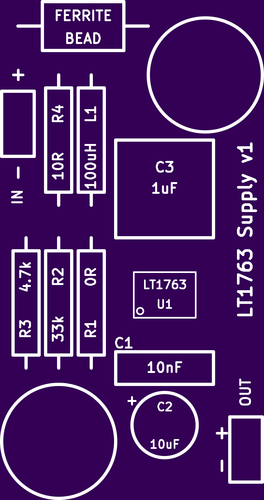 FERRITE
BEAD
+
-
IN
R4
10R
L1
100uH
C3
1uF
LT1763 Supply v1
4.7k
R3
R2
33k
0R
R1
LT1763
U1
C1
10nF
+
C2
10uF
OUT
+
-